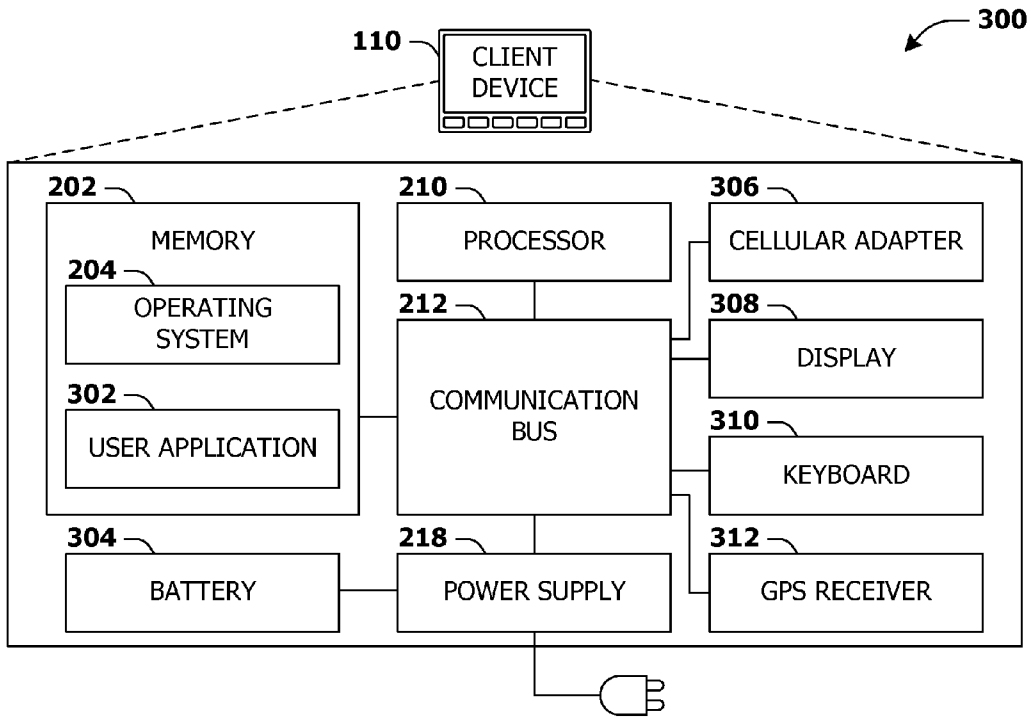 300
110
CLIENT
DEVICE
202
MEMORY
204
OPERATING
SYSTEM
302
USER APPLICATION
304
BATTERY
210
PROCESSOR
212
COMMUNICATION
BUS
218
POWER SUPPLY
306
CELLULAR ADAPTER
308
DISPLAY
310
KEYBOARD
312
GPS RECEIVER